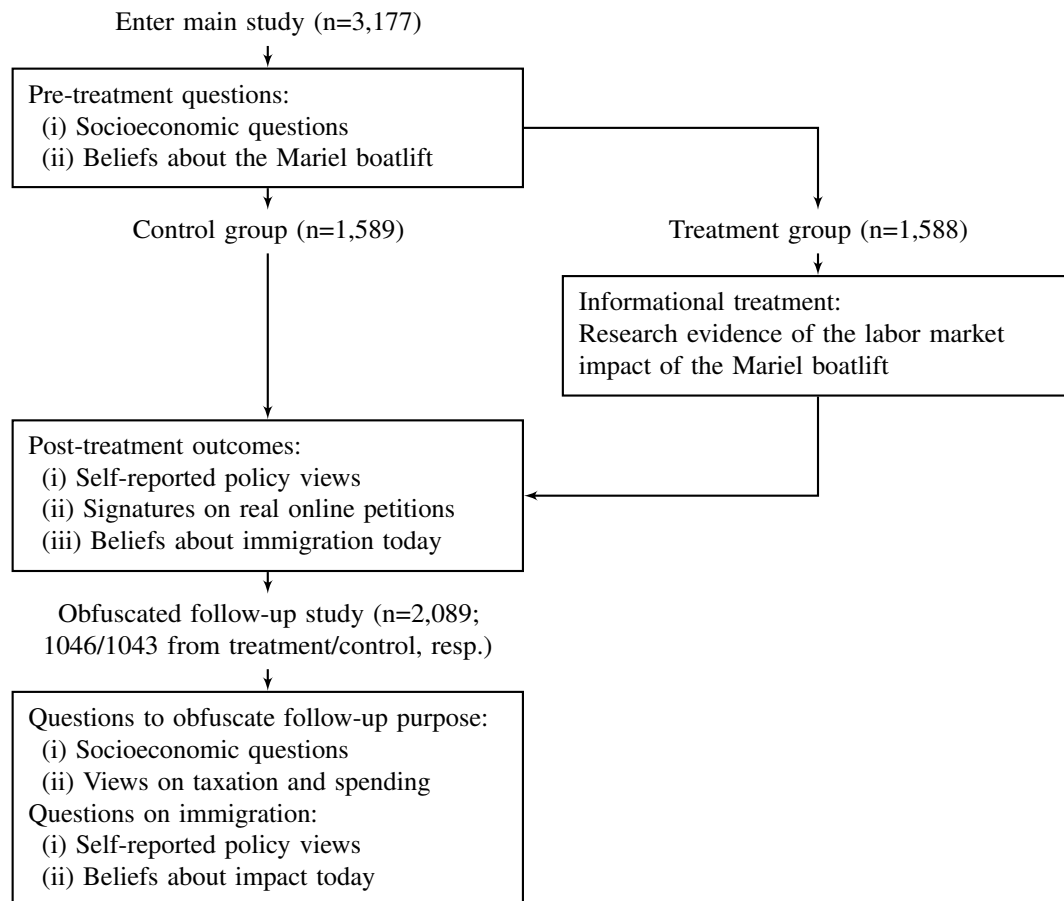 Enter main study (n=3,177)
Pre-treatment questions:
(i) Socioeconomic questions
(ii) Beliefs about the Mariel boatlift
Control group (n=1,589)
Treatment group (n=1,588)
Informational treatment:
Research evidence of the labor market
impact of the Mariel boatlift
Post-treatment outcomes:
(i) Self-reported policy views
(ii) Signatures on real online petitions
(iii) Beliefs about immigration today
Obfuscated follow-up study (n=2,089;
1046/1043 from treatment/control, resp.)
Questions to obfuscate follow-up purpose:
(i) Socioeconomic questions
(ii) Views on taxation and spending
Questions on immigration:
(i) Self-reported policy views
(ii) Beliefs about impact today